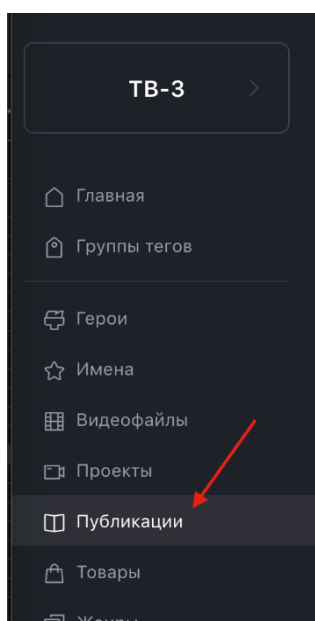 ТВ-3
Главная
Группы тегов
Герои
Имена
Видеофайлы
Проекты
Публикации
Товары